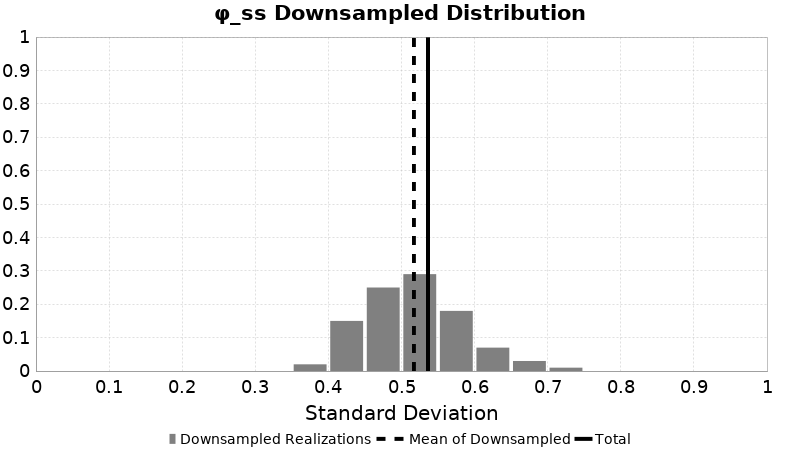 φ_ss Downsampled Distribution
1
0.9
0.8
0.7
0.6
0.5
0.4
0.3
0.2
0.1
0
0 0.1 0.2 0.3 0.4 0.5 0.6 0.7 0.8 0.9 1
Standard Deviation
Downsampled Realizations Mean of Downsampled Total